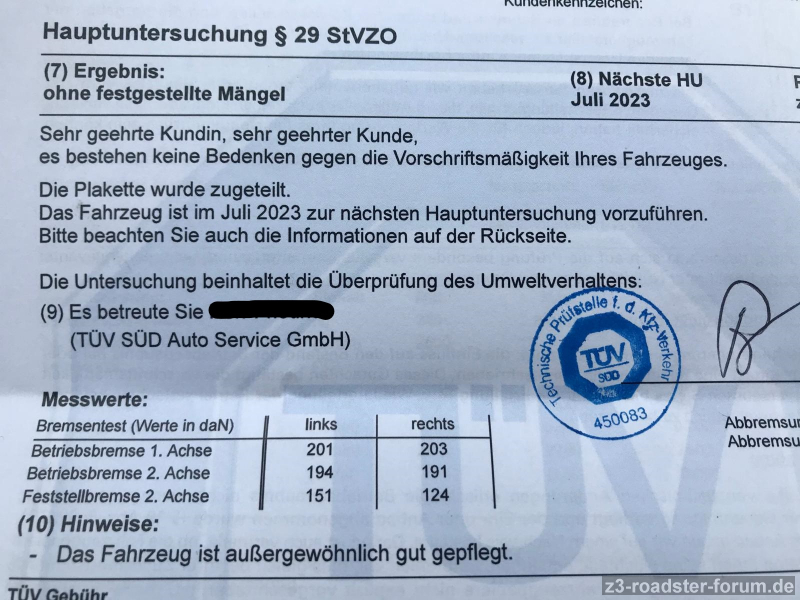 Kundenkennzeichen:
Hauptuntersuchung § 29 StVZO
(7) Ergebnis:
ohne festgestellte Mängel
(8) Nächste HU
Juli 2023
Sehr geehrte Kundin, sehr geehrter Kunde,
es bestehen keine Bedenken gegen die Vorschriftsmäßigkeit Ihres Fahrzeuges.
Die Plakette wurde zugeteilt.
Das Fahrzeug ist im Juli 2023 zur nächsten Hauptuntersuchung vorzuführen.
Bitte beachten Sie auch die Informationen auf der Rückseite.
Die Untersuchung beinhaltet die Überprüfung des Umweltverhaltens.
(9) Es betreute Sie
(TÜV SÜD Auto Service GmbH)
Technische Prüfstelle f. d. Kfz-Verkehr
TÜV
SÜD
450083
Messwerte:
Bremsentest (Werte in daN) links rechts
Betriebsbremse 1. Achse 201 203
Betriebsbremse 2. Achse 194 191
Feststellbremse 2. Achse 151 124
Abbremsu
Abbremsu
(10) Hinweise:
- Das Fahrzeug ist außergewöhnlich gut gepflegt.
TÜV Gebühr
TÜV
z3-roadster-forum.de